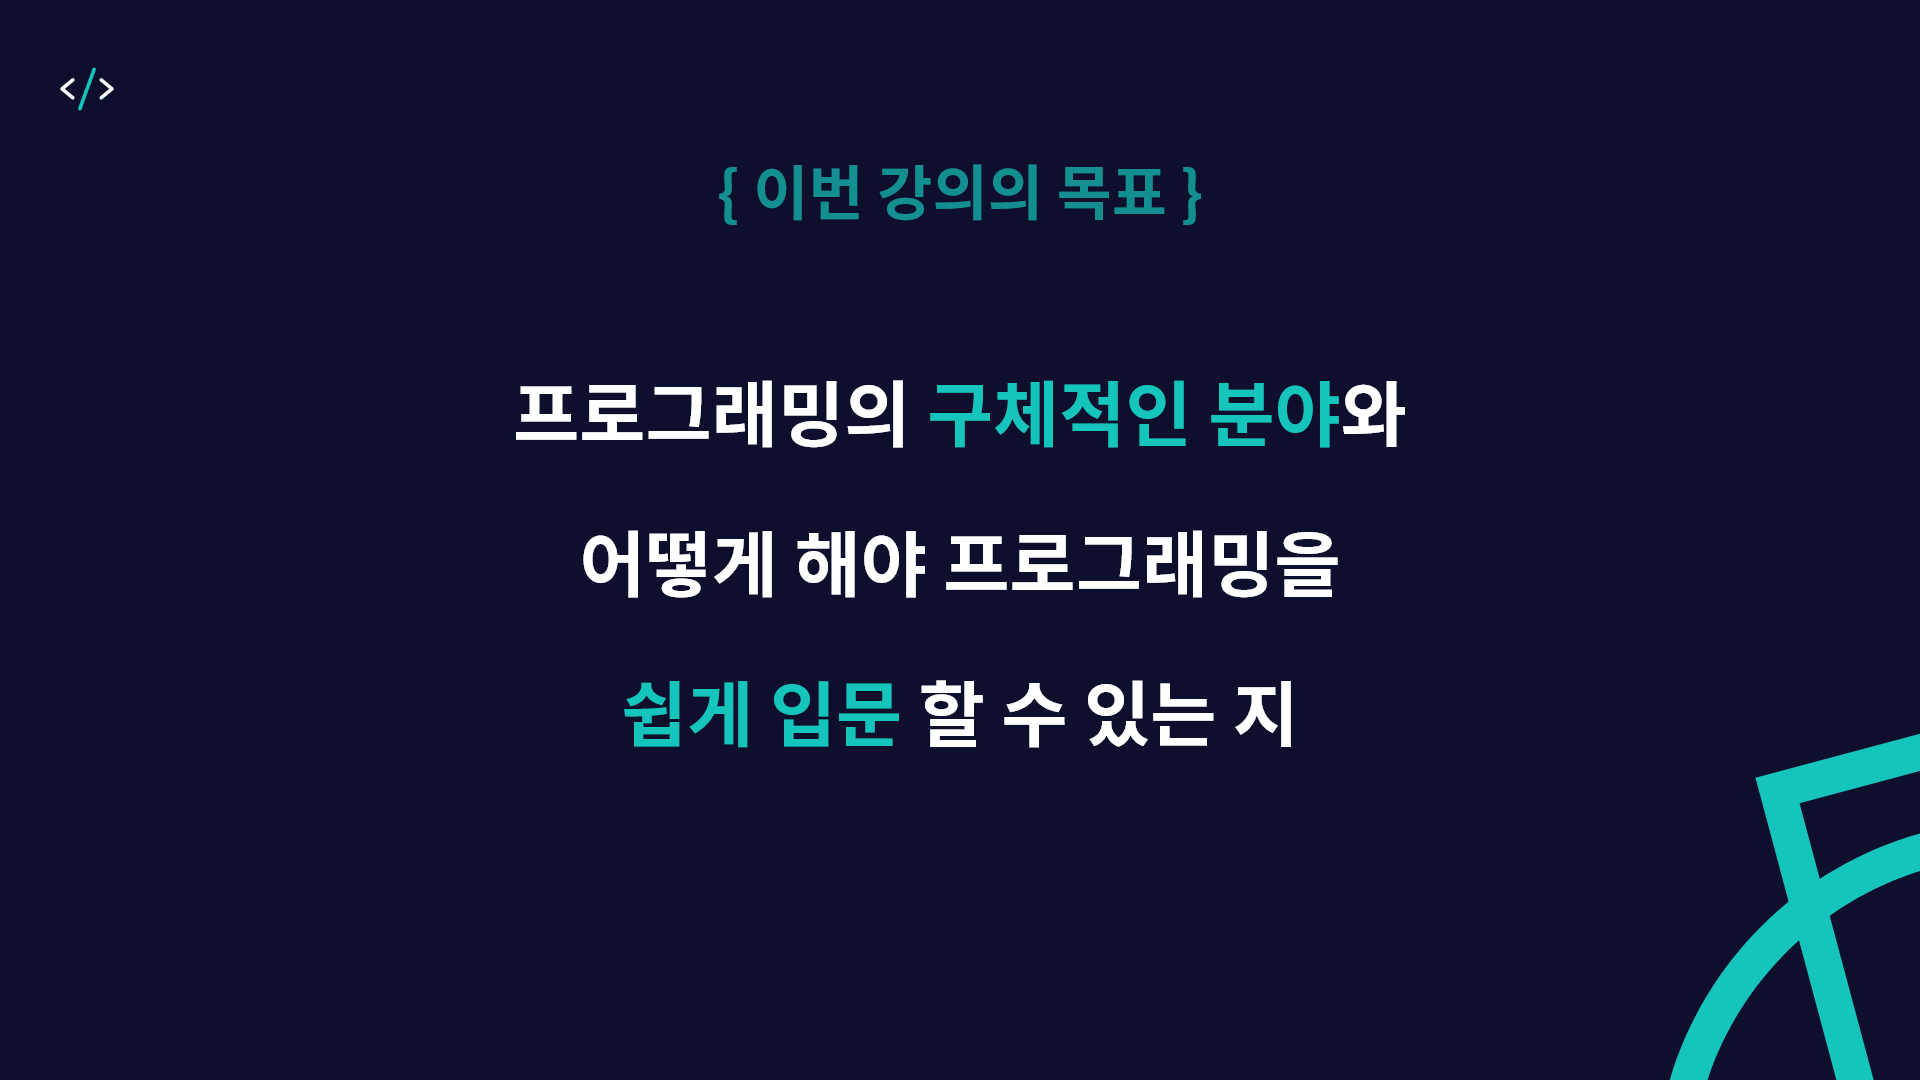 </>
{ 이번 강의의 목표 }
프로그래밍의 구체적인 분야와
어떻게 해야 프로그래밍을
쉽게 입문 할 수 있는 지